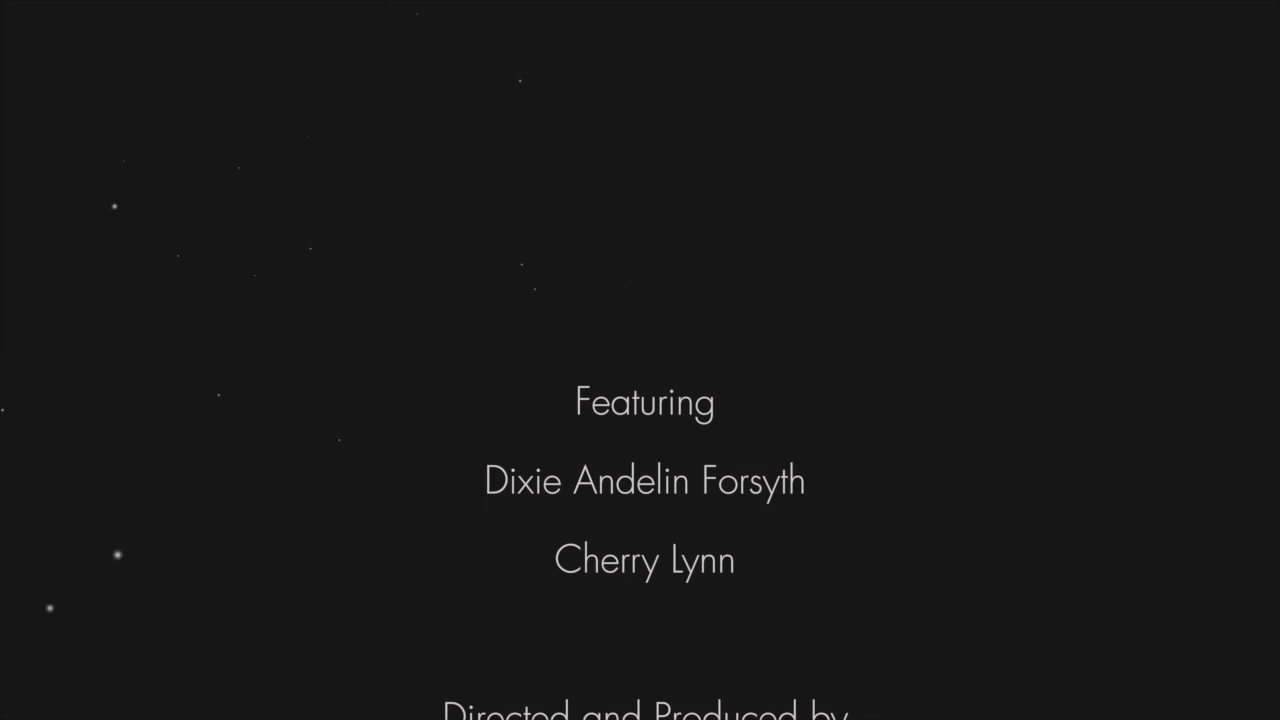 Featuring
Dixie Andelin Forsyth
Cherry Lynn
Directed and Produced by